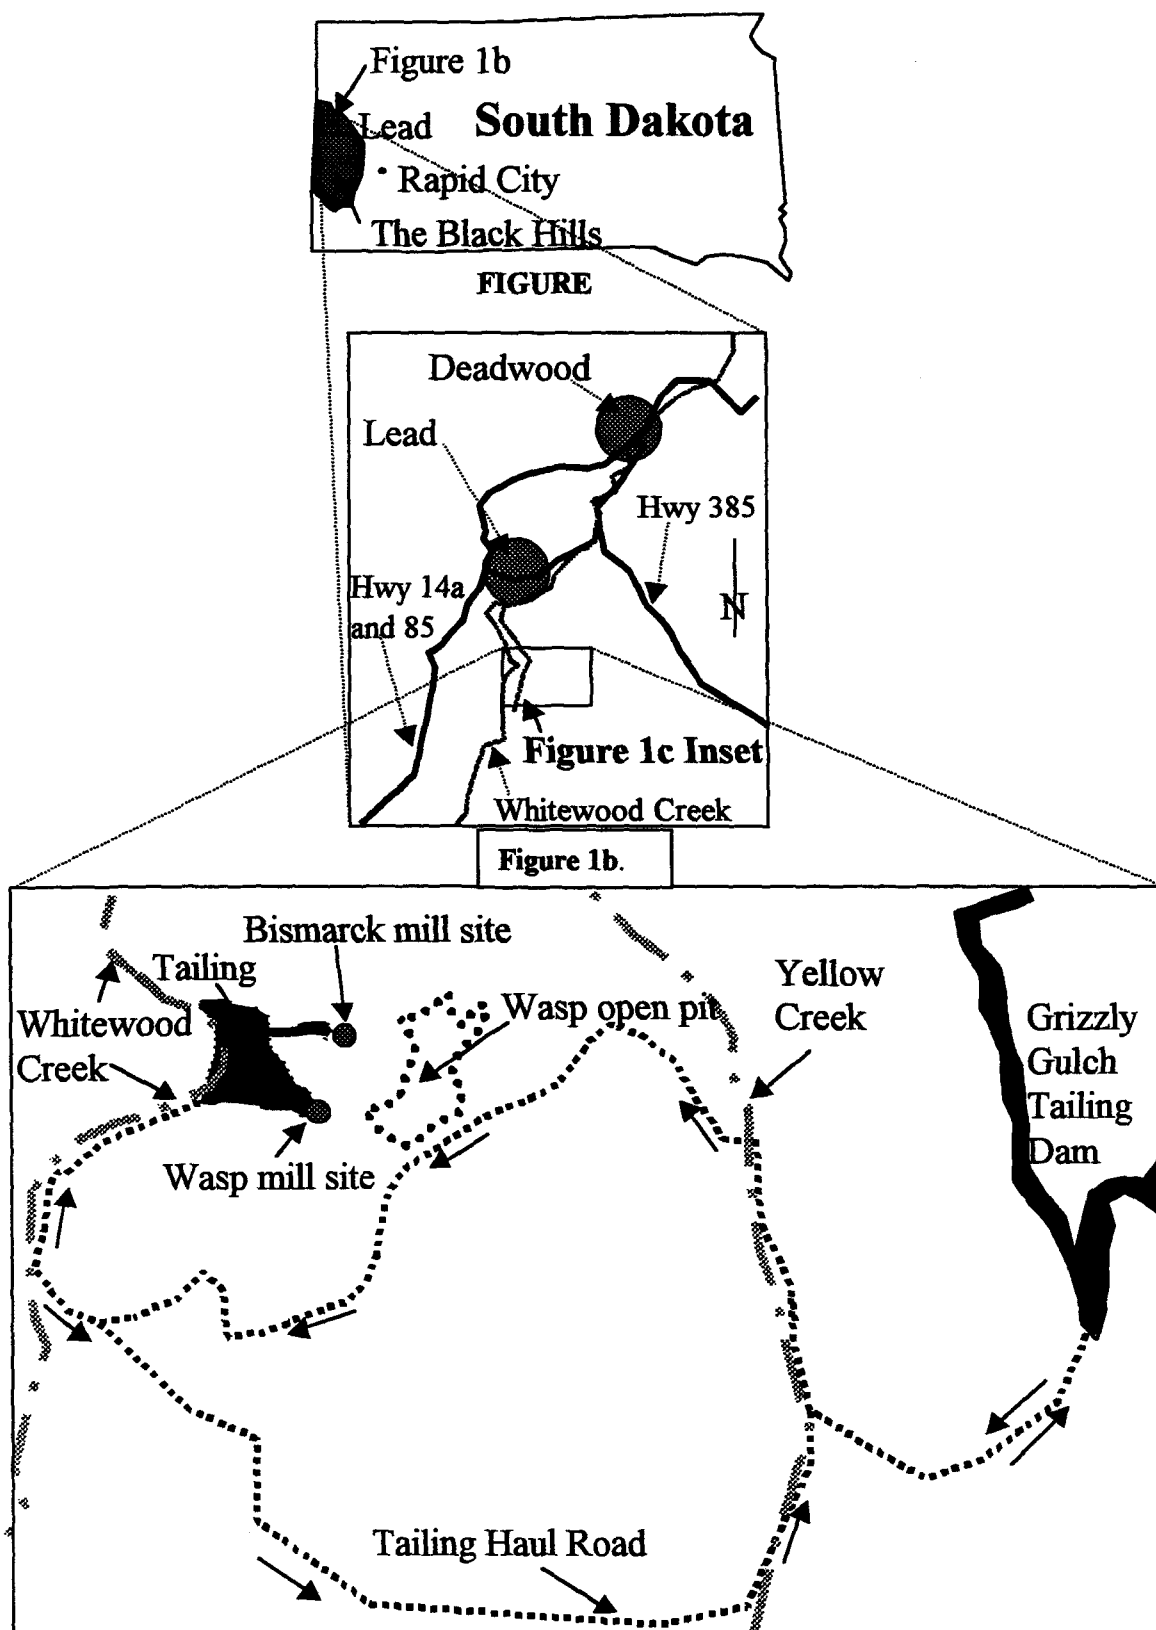 Figure 1b
Lead
South Dakota
Rapid City
The Black Hills
FIGURE
Deadwood
Lead
Hwy 385
Hwy 14a
and 85
N
Figure 1c Inset
Whitewood Creek
Figure 1b.
Bismarck mill site
Tailing
Yellow
Creek
Whitewood
Creek
Wasp open pit
Grizzly
Gulch
Tailing
Dam
Wasp mill site
Tailing Haul Road